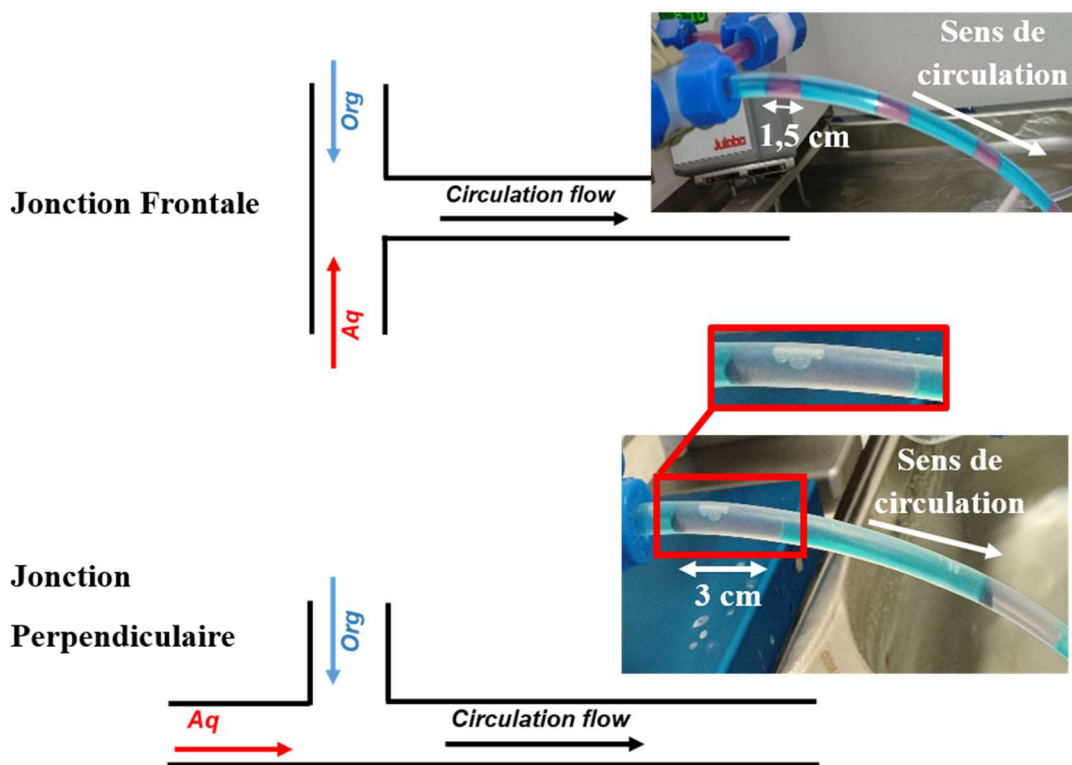 Jonction Frontale
Org
Aq
Circulation flow
Sens de
circulation
1,5 cm
Julabo
Jonction
Perpendiculaire
Org
Aq
Circulation flow
Sens de
circulation
3 cm